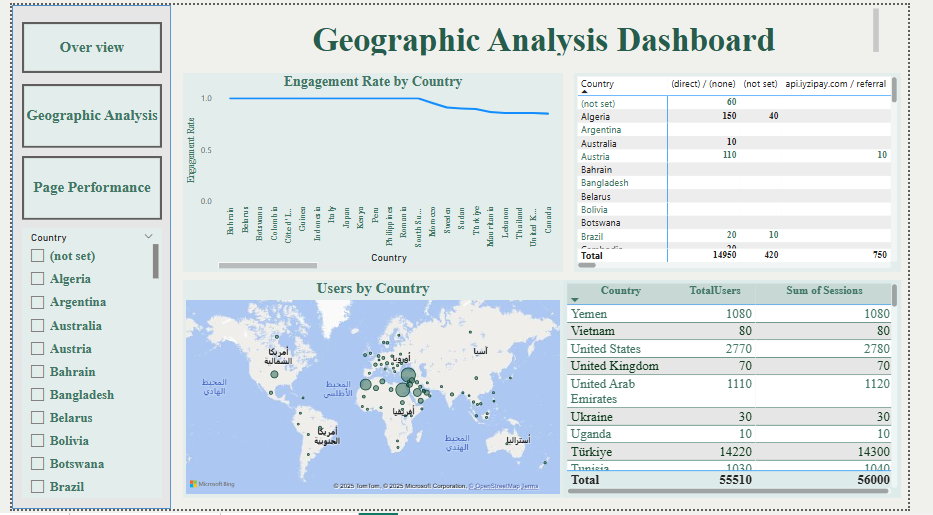 Geographic Analysis Dashboard
Over view
Geographic Analysis
Page Performance
Country
(not set)
Algeria
Argentina
Australia
Austria
Bahrain
Bangladesh
Belarus
Bolivia
Botswana
Brazil
Engagement Rate by Country
Engagement Rate
1.0
0.5
0.0
Bahrain
Belarus
Botswana
Colombia
Côte d'I...
Guinea
Indonesia
Italy
Japan
Kenya
Peru
Philippines
Romania
South Su...
Morocco
Sweden
Sudan
Türkiye
Mauritania
Lebanon
Thailand
United K...
Canada
Country
Country (direct) / (none) (not set) api.iyzipay.com / referral
(not set) 60
Algeria 150 40
Argentina
Australia 10
Austria 110 10
Bahrain
Bangladesh
Belarus
Bolivia
Botswana
Brazil 20 10
Cambodia 20
Total 14950 420 750
Users by Country
أمريكا
الشمالية
أوروبا
آسيا
المحيط
الهادي
المحيط
الأطلسي
أفريقيا
أمريكا
الجنوبية
المحيط
الهندي
أستراليا
Microsoft Bing
© 2025 TomTom, © 2025 Microsoft Corporation, © OpenStreetMap Terms
Country TotalUsers Sum of Sessions
Yemen 1080 1080
Vietnam 80 80
United States 2770 2780
United Kingdom 70 70
United Arab 1110 1120
Emirates
Ukraine 30 30
Uganda 10 10
Türkiye 14220 14300
Tunisia 1030 1040
Total 55510 56000